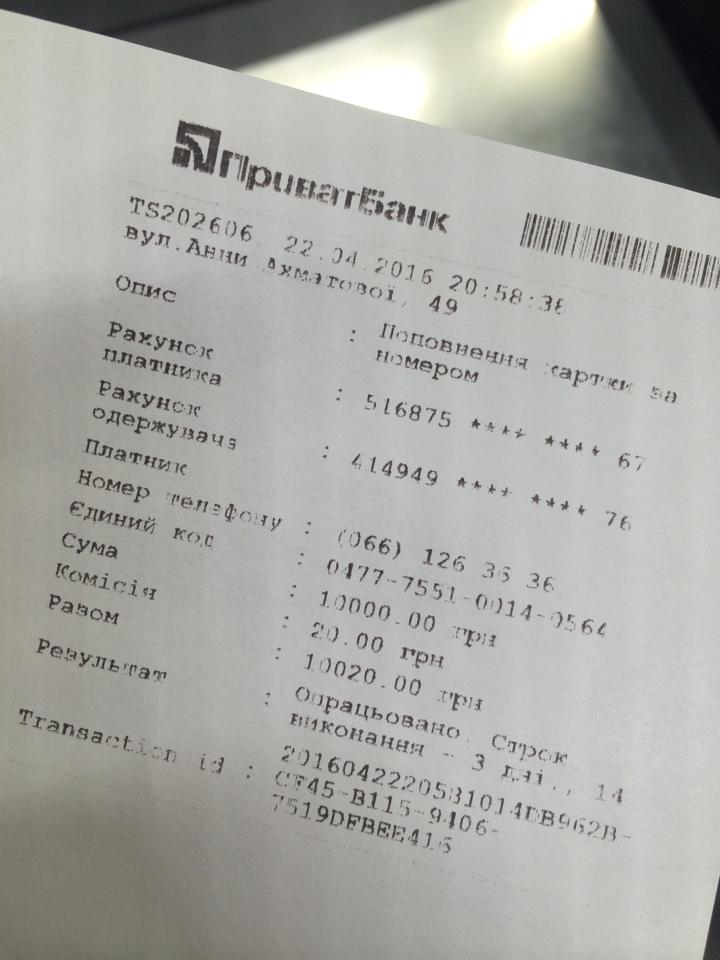 ПриватБанк
TS202606, 22.04.2016 20:58:38
вул.Анни Ахматової, 49
Опис : Поповнення картки за
номером
Рахунок
платника : 516875 **** **** 67
Рахунок
одержувача : 414949 **** **** 76
Платник
Номер телефону : (066) 126 36 36
Єдиний код : 0477-7551-0014-0564
Сума : 10000.00 грн
Комісія : 20.00 грн
Разом : 10020.00 грн
Результат : Опрацьовано. Строк
виконання - 3 дні., 14
Transaction id : 2016042220581014DB962B-
CF45-B115-9406-
7519DFBEE416